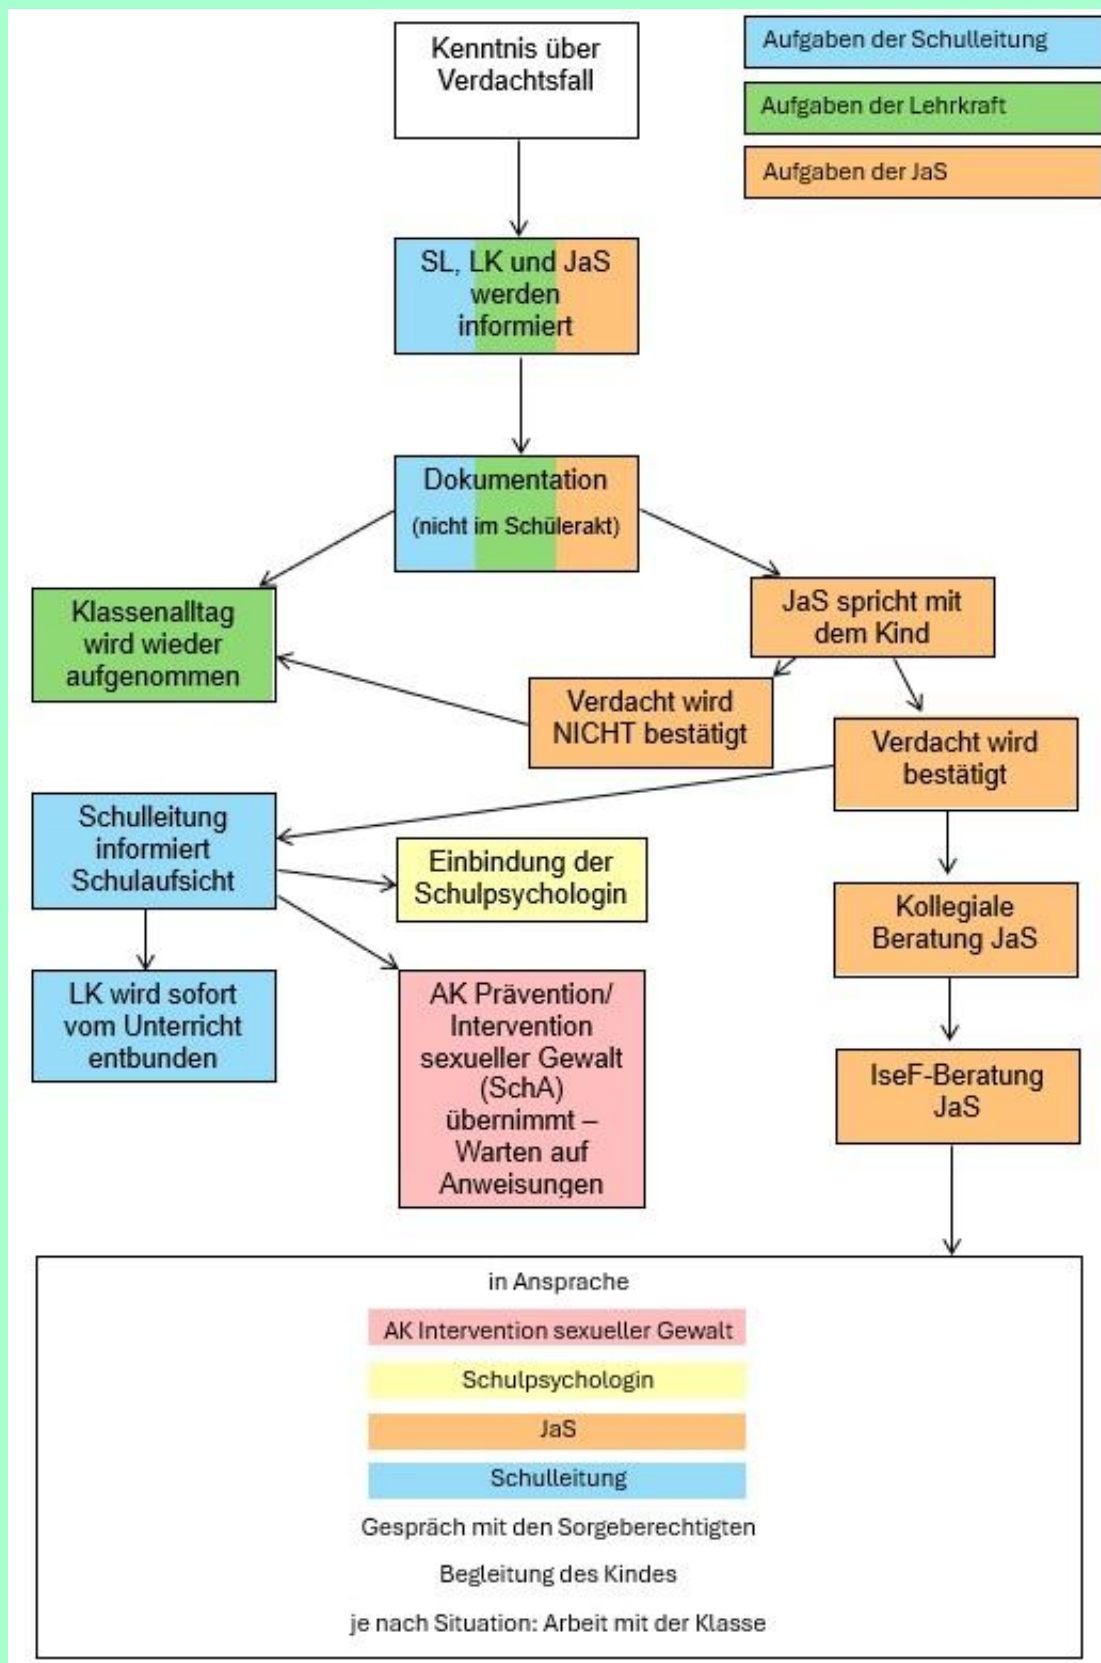 Kenntnis über
Verdachtsfall
Aufgaben der Schulleitung
Aufgaben der Lehrkraft
Aufgaben der JaS
SL, LK und JaS
werden
informiert
Dokumentation
(nicht im Schülerakt)
Klassenalltag
wird wieder
aufgenommen
JaS spricht mit
dem Kind
Verdacht wird
NICHT bestätigt
Verdacht wird
bestätigt
Schulleitung
informiert
Schulaufsicht
Einbindung der
Schulpsychologin
Kollegiale
Beratung JaS
LK wird sofort
vom Unterricht
entbunden
AK Prävention/
Intervention
sexueller Gewalt
(SchA)
übernimmt –
Warten auf
Anweisungen
IseF-Beratung
JaS
in Ansprache
AK Intervention sexueller Gewalt
Schulpsychologin
JaS
Schulleitung
Gespräch mit den Sorgeberechtigten
Begleitung des Kindes
je nach Situation: Arbeit mit der Klasse